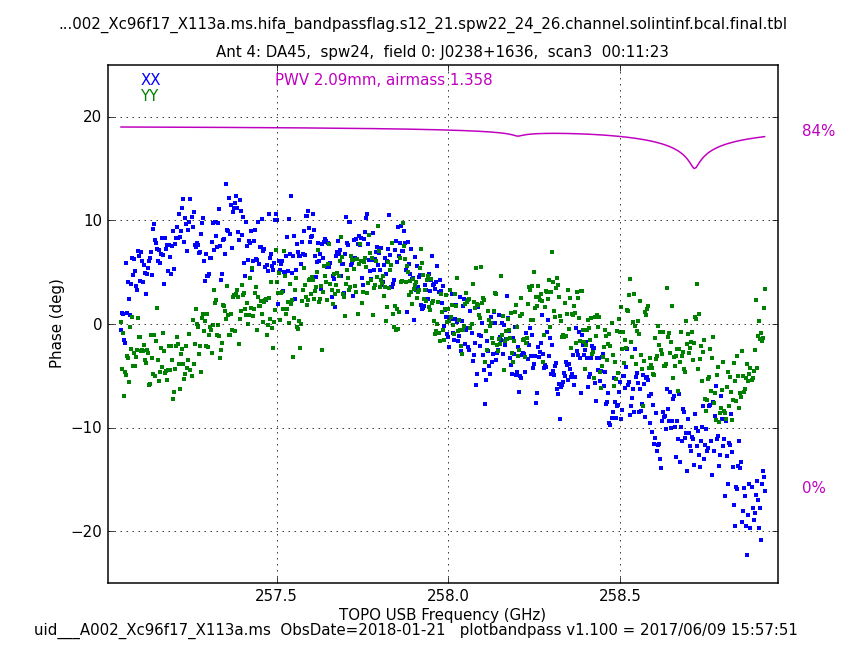 ...002_Xc96f17_X113a.ms.hifa_bandpassflag.s12_21.spw22_24_26.channel.solintinf.bcal.final.tbl
Ant 4: DA45,  spw24,  field 0: J0238+1636,  scan3  00:11:23
XX
PWV 2.09mm, airmass 1.358
YY
84%
0%
20
10
0
−10
−20
Phase (deg)
257.5
258.0
258.5
TOPO USB Frequency (GHz)
uid___A002_Xc96f17_X113a.ms  ObsDate=2018-01-21   plotbandpass v1.100 = 2017/06/09 15:57:51